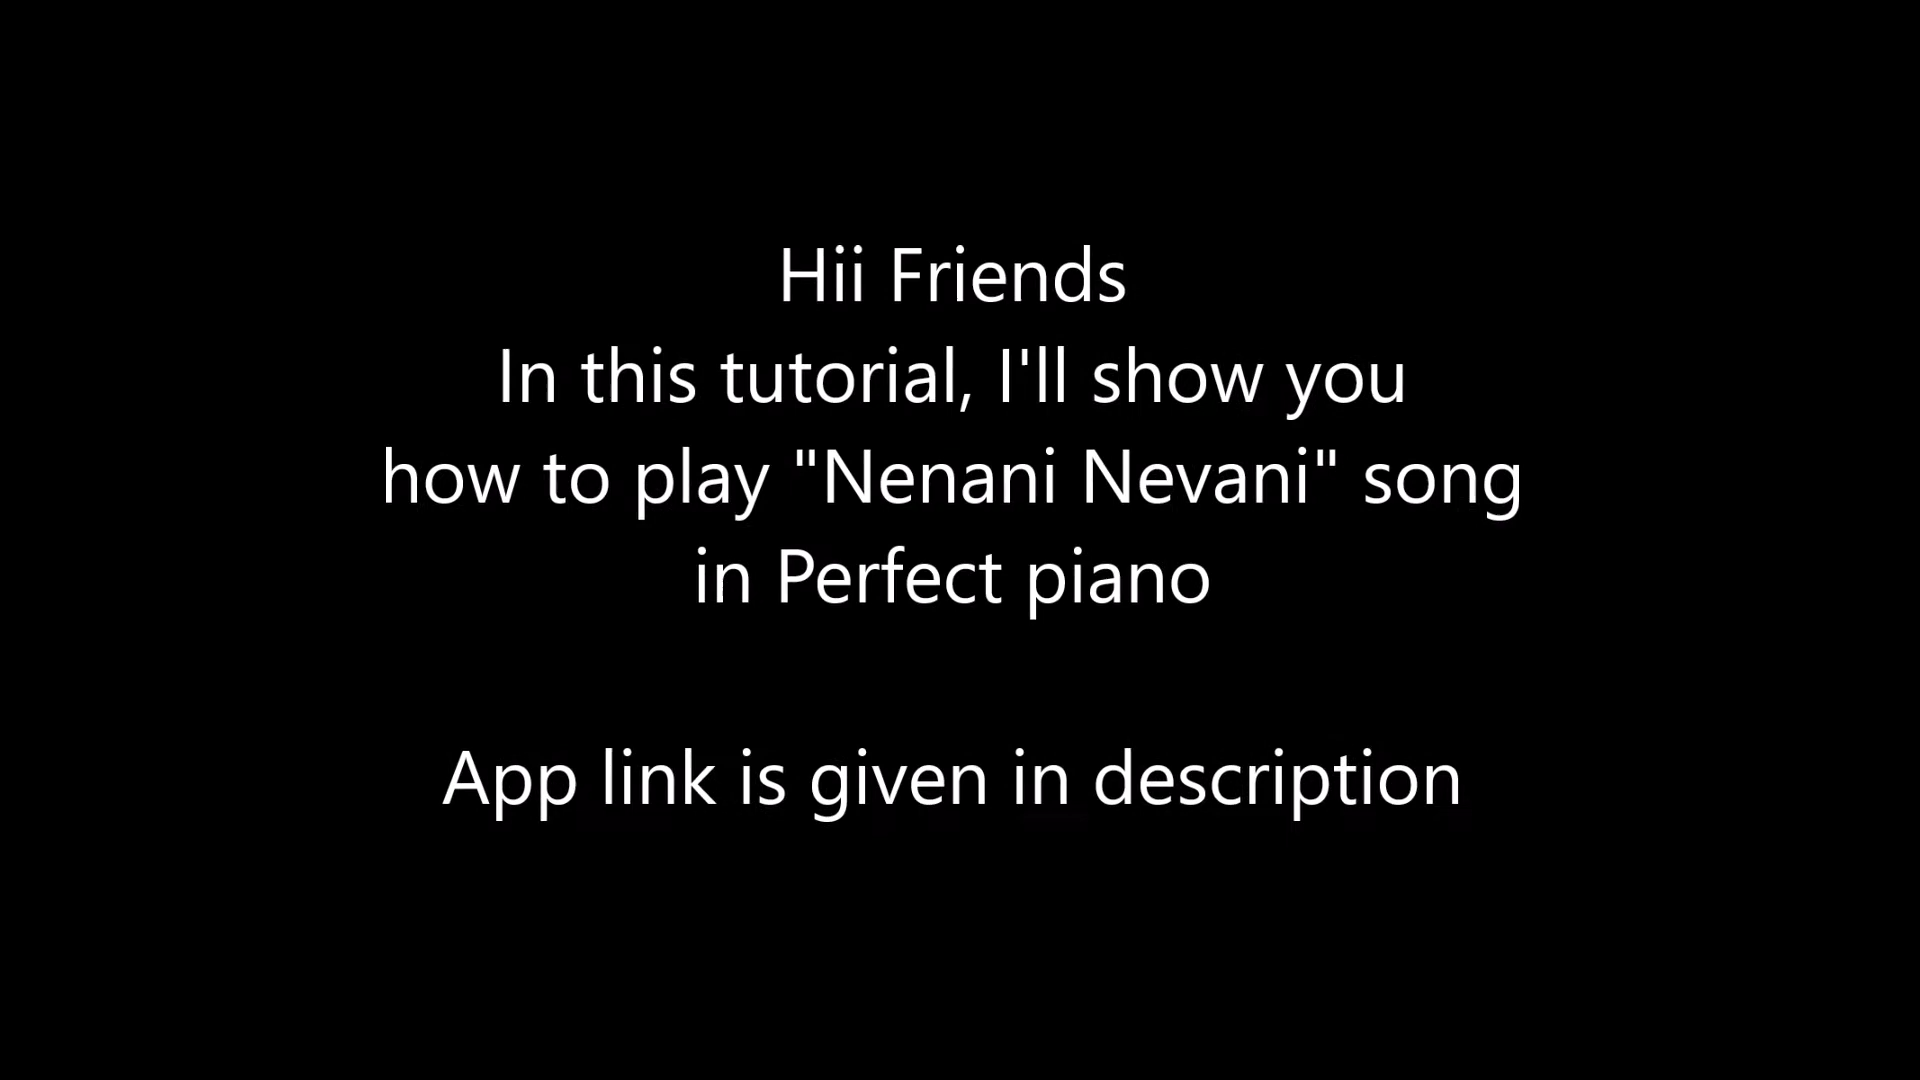 Hii Friends
In this tutorial, I'll show you
how to play "Nenani Nevani" song
in Perfect piano
App link is given in description